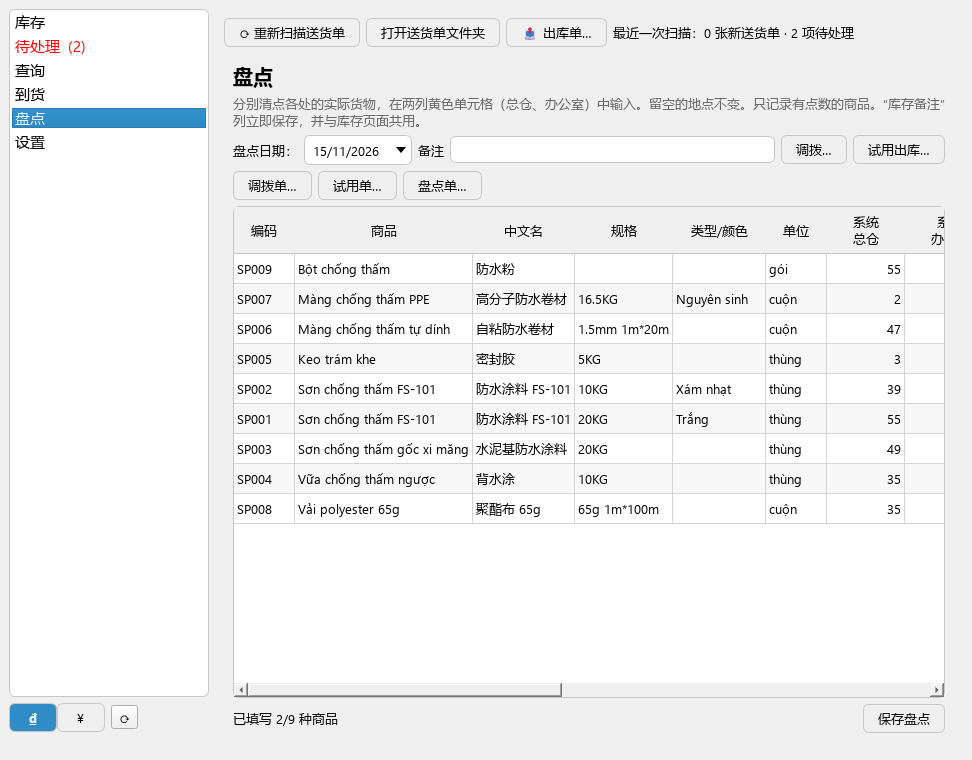 库存
待处理（2）
查询
到货
盘点
设置
重新扫描送货单 打开送货单文件夹 出库单... 最近一次扫描：0 张新送货单 · 2 项待处理
盘点
分别清点各处的实际货物，在两列黄色单元格（总仓、办公室）中输入。留空的地点不变。只记录有点数的商品。“库存备注”
列立即保存，并与库存页面共用。
盘点日期： 15/11/2026 备注 调拨... 试用出库...
调拨单... 试用单... 盘点单...
编码 商品 中文名 规格 类型/颜色 单位 系统 总仓
SP009 Bột chống thấm 防水粉 gói 55
SP007 Màng chống thấm PPE 高分子防水卷材 16.5KG Nguyên sinh cuộn 2
SP006 Màng chống thấm tự dính 自粘防水卷材 1.5mm 1m*20m cuộn 47
SP005 Keo trám khe 密封胶 5KG thùng 3
SP002 Sơn chống thấm FS-101 防水涂料 FS-101 10KG Xám nhạt thùng 39
SP001 Sơn chống thấm FS-101 防水涂料 FS-101 20KG Trắng thùng 55
SP003 Sơn chống thấm gốc xi măng 水泥基防水涂料 20KG thùng 49
SP004 Vữa chống thấm ngược 背水涂 10KG thùng 35
SP008 Vải polyester 65g 聚酯布 65g 65g 1m*100m cuộn 35
₫ ¥ 已填写 2/9 种商品 保存盘点